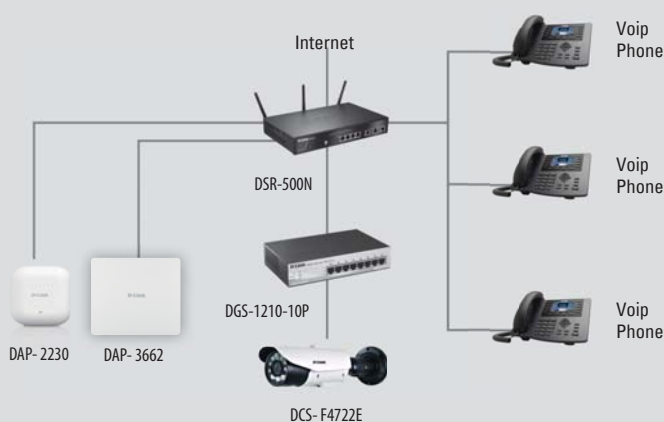 Internet
Voip
Phone
DSR-500N
Voip
Phone
DGS-1210-10P
DAP- 2230
DAP- 3662
Voip
Phone
DCS- F4722E